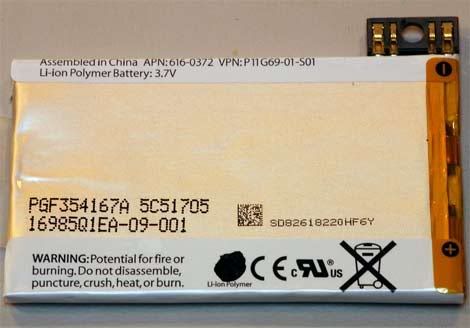 Assembled in China APN: 616-0372 VPN: P11G69-01-S01
Li-ion Polymer Battery: 3.7V
PGF354167A 5C51705
16985Q1EA-09-001
SD82618220HF6Y
WARNING: Potential for fire or
burning. Do not disassemble,
puncture, crush, heat, or burn.
Li-ion Polymer
CE
c RU US